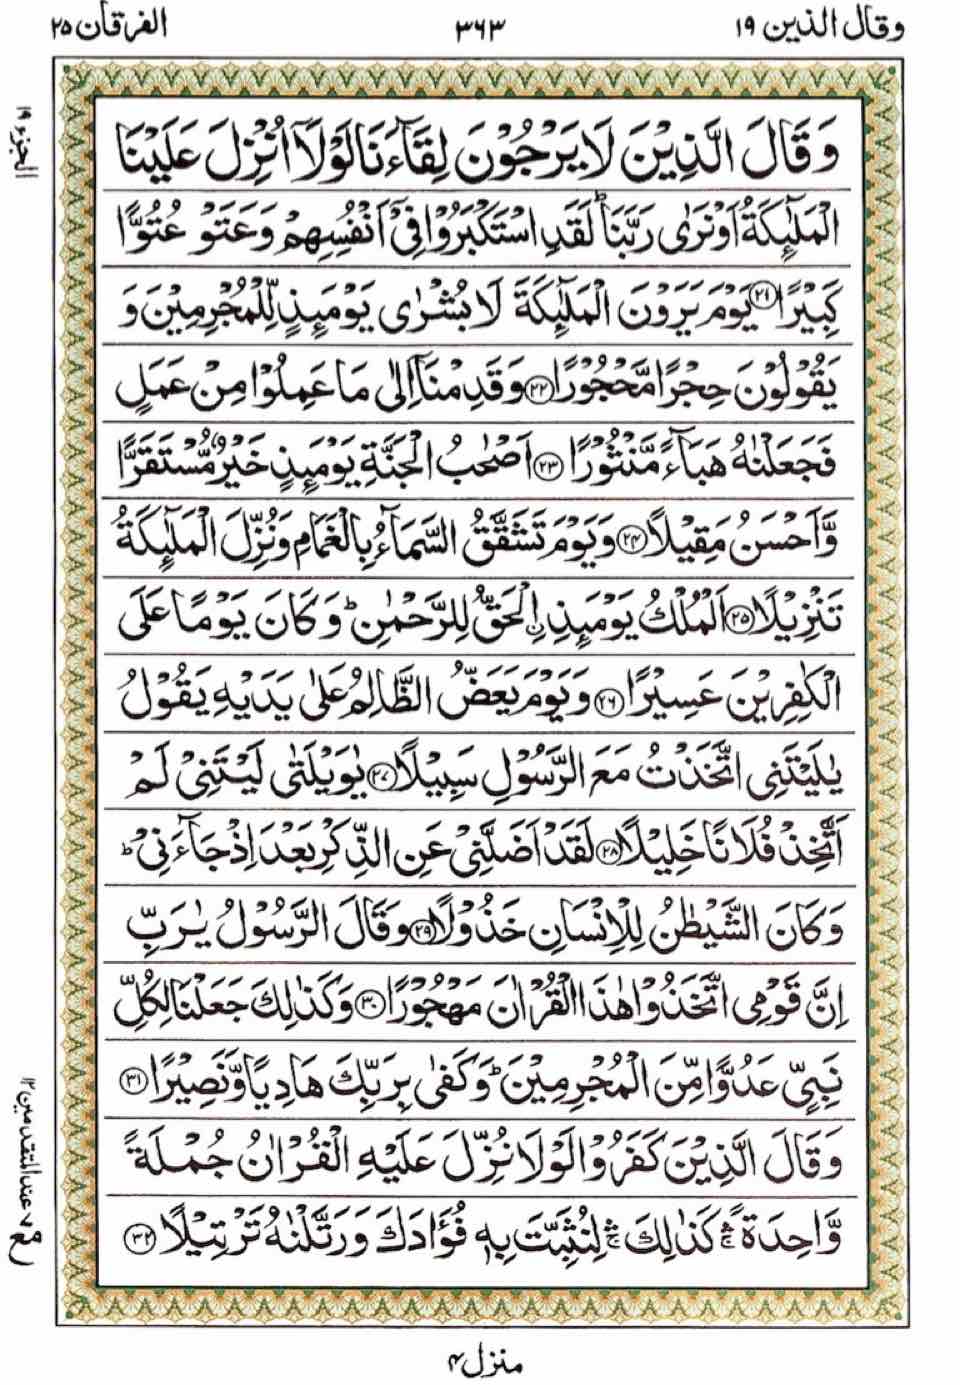 وقال الذین ١٩
٣٦٣
الفرقان ٢٥
الجزء ١٩
وَقَالَ الَّذِیْنَ لَا یَرْجُوْنَ لِقَآءَنَا لَوْلَاۤ اُنْزِلَ عَلَیْنَا
الْمَلٰٓئِكَةُ اَوْ نَرٰی رَبَّنَا ؕ لَقَدِ اسْتَكْبَرُوْا فِیْۤ اَنْفُسِهِمْ وَعَتَوْ عُتُوًّا
كَبِیْرًا ﴿٢١﴾ یَوْمَ یَرَوْنَ الْمَلٰٓئِكَةَ لَا بُشْرٰی یَوْمَئِذٍ لِّلْمُجْرِمِیْنَ وَ
یَقُوْلُوْنَ حِجْرًا مَّحْجُوْرًا ﴿٢٢﴾ وَقَدِمْنَاۤ اِلٰی مَا عَمِلُوْا مِنْ عَمَلٍ
فَجَعَلْنٰهُ هَبَآءً مَّنْثُوْرًا ﴿٢٣﴾ اَصْحٰبُ الْجَنَّةِ یَوْمَئِذٍ خَیْرٌ مُّسْتَقَرًّا
وَّاَحْسَنُ مَقِیْلًا ﴿٢٤﴾ وَیَوْمَ تَشَقَّقُ السَّمَآءُ بِالْغَمَامِ وَنُزِّلَ الْمَلٰٓئِكَةُ
تَنْزِیْلًا ﴿٢٥﴾ اَلْمُلْكُ یَوْمَئِذِ ِ۟الْحَقُّ لِلرَّحْمٰنِ ؕ وَكَانَ یَوْمًا عَلَی
الْكٰفِرِیْنَ عَسِیْرًا ﴿٢٦﴾ وَیَوْمَ یَعَضُّ الظَّالِمُ عَلٰی یَدَیْهِ یَقُوْلُ
یٰلَیْتَنِی اتَّخَذْتُ مَعَ الرَّسُوْلِ سَبِیْلًا ﴿٢٧﴾ یٰوَیْلَتٰی لَیْتَنِیْ لَمْ
اَتَّخِذْ فُلَانًا خَلِیْلًا ﴿٢٨﴾ لَقَدْ اَضَلَّنِیْ عَنِ الذِّكْرِ بَعْدَ اِذْ جَآءَنِیْ ؕ
وَكَانَ الشَّیْطٰنُ لِلْاِنْسَانِ خَذُوْلًا ﴿٢٩﴾ وَقَالَ الرَّسُوْلُ یٰرَبِّ
اِنَّ قَوْمِی اتَّخَذُوْا هٰذَا الْقُرْاٰنَ مَهْجُوْرًا ﴿٣٠﴾ وَكَذٰلِكَ جَعَلْنَا لِكُلِّ
نَبِیٍّ عَدُوًّا مِّنَ الْمُجْرِمِیْنَ ؕ وَكَفٰی بِرَبِّكَ هَادِیًا وَّنَصِیْرًا ﴿٣١﴾
وَقَالَ الَّذِیْنَ كَفَرُوْا لَوْلَا نُزِّلَ عَلَیْهِ الْقُرْاٰنُ جُمْلَةً
وَّاحِدَةً ۛۚ كَذٰلِكَ ۛۚ لِنُثَبِّتَ بِهٖ فُؤَادَكَ وَرَتَّلْنٰهُ تَرْتِیْلًا ﴿٣٢﴾
مع ٧ عند المتقدمین ١٢
منزل ٤